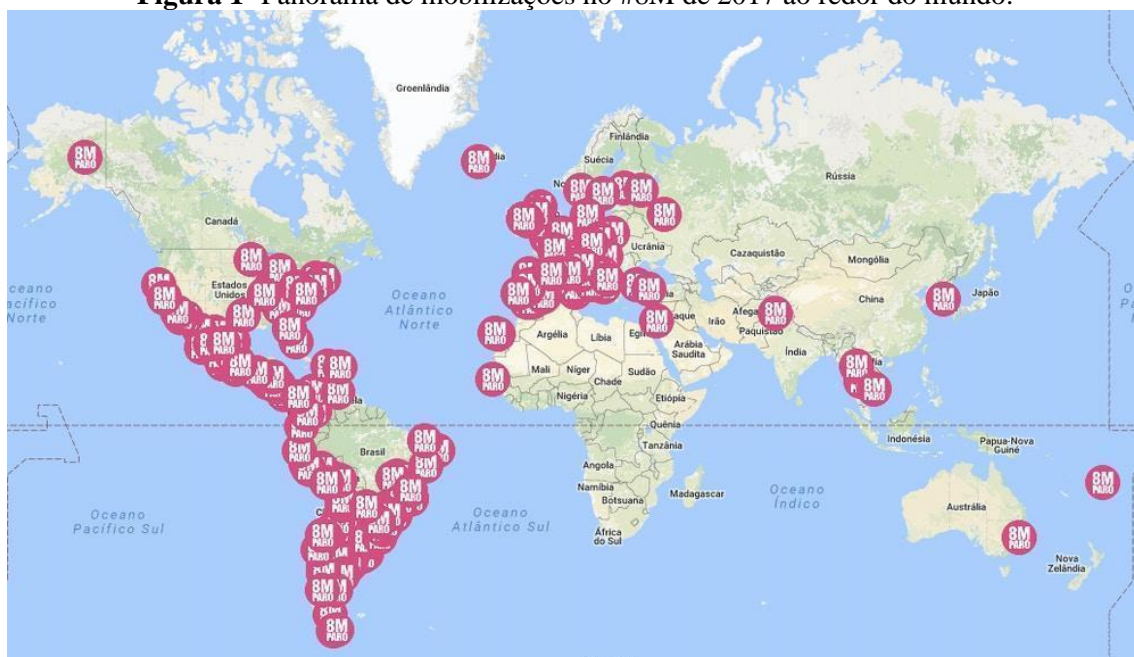 Figura 1- Panorama de mobilizações no #8M de 2017 ao redor do mundo.
Groenlândia
Finlândia
Suécia
Rússia
8M
PARO
Canadá
Ucrânia
Cazaquistão
Mongólia
Estados
Unidos
Oceano
Atlântico
Norte
Norte
China
Japão
Irão
Paquistão
Argélia
Líbia
Arábia
Saudita
Índia
Mali
Níger
Chade
Sudão
Nigéria
Etiópia
Quênia
Brasil
Tanzânia
Indonésia
Papua-Nova
Guiné
Angola
Namíbia
Botsuana
Madagascar
Oceano
Índico
Oceano
Pacífico Sul
Oceano
Atlântico Sul
Austrália
África
do Sul
Nova
Zelândia